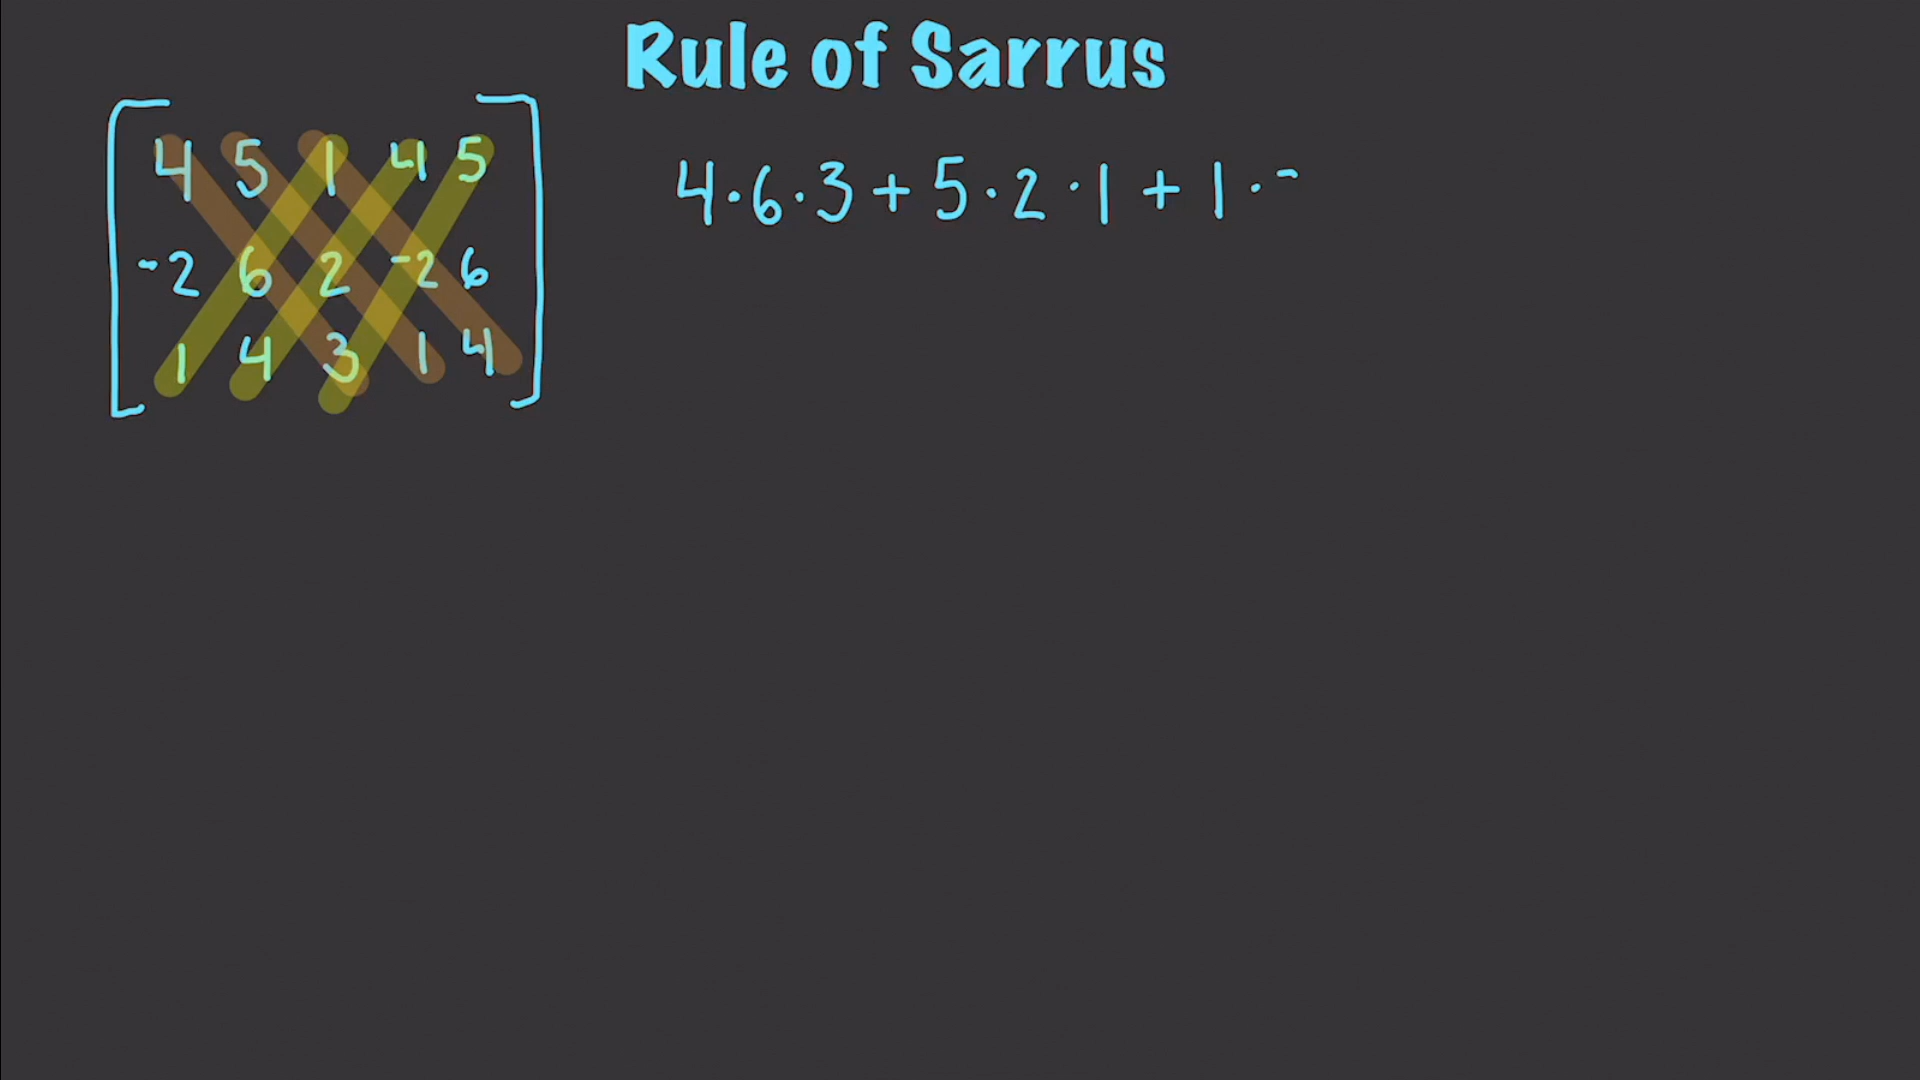 Rule of Sarrus
4 5 1 4 5
-2 6 2 -2 6
1 4 3 1 4
4·6·3 + 5·2·1 + 1·-